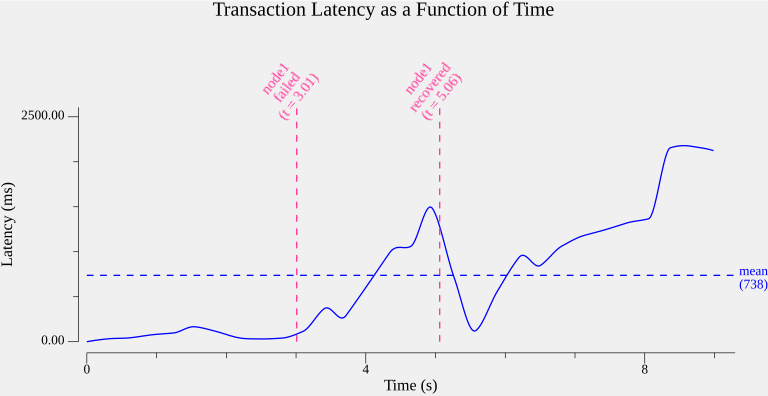 Transaction Latency as a Function of Time
node1
failed
(t = 3.01)
node1
recovered
(t = 5.06)
2500.00
Latency (ms)
mean
(738)
0.00
0
4
8
Time (s)